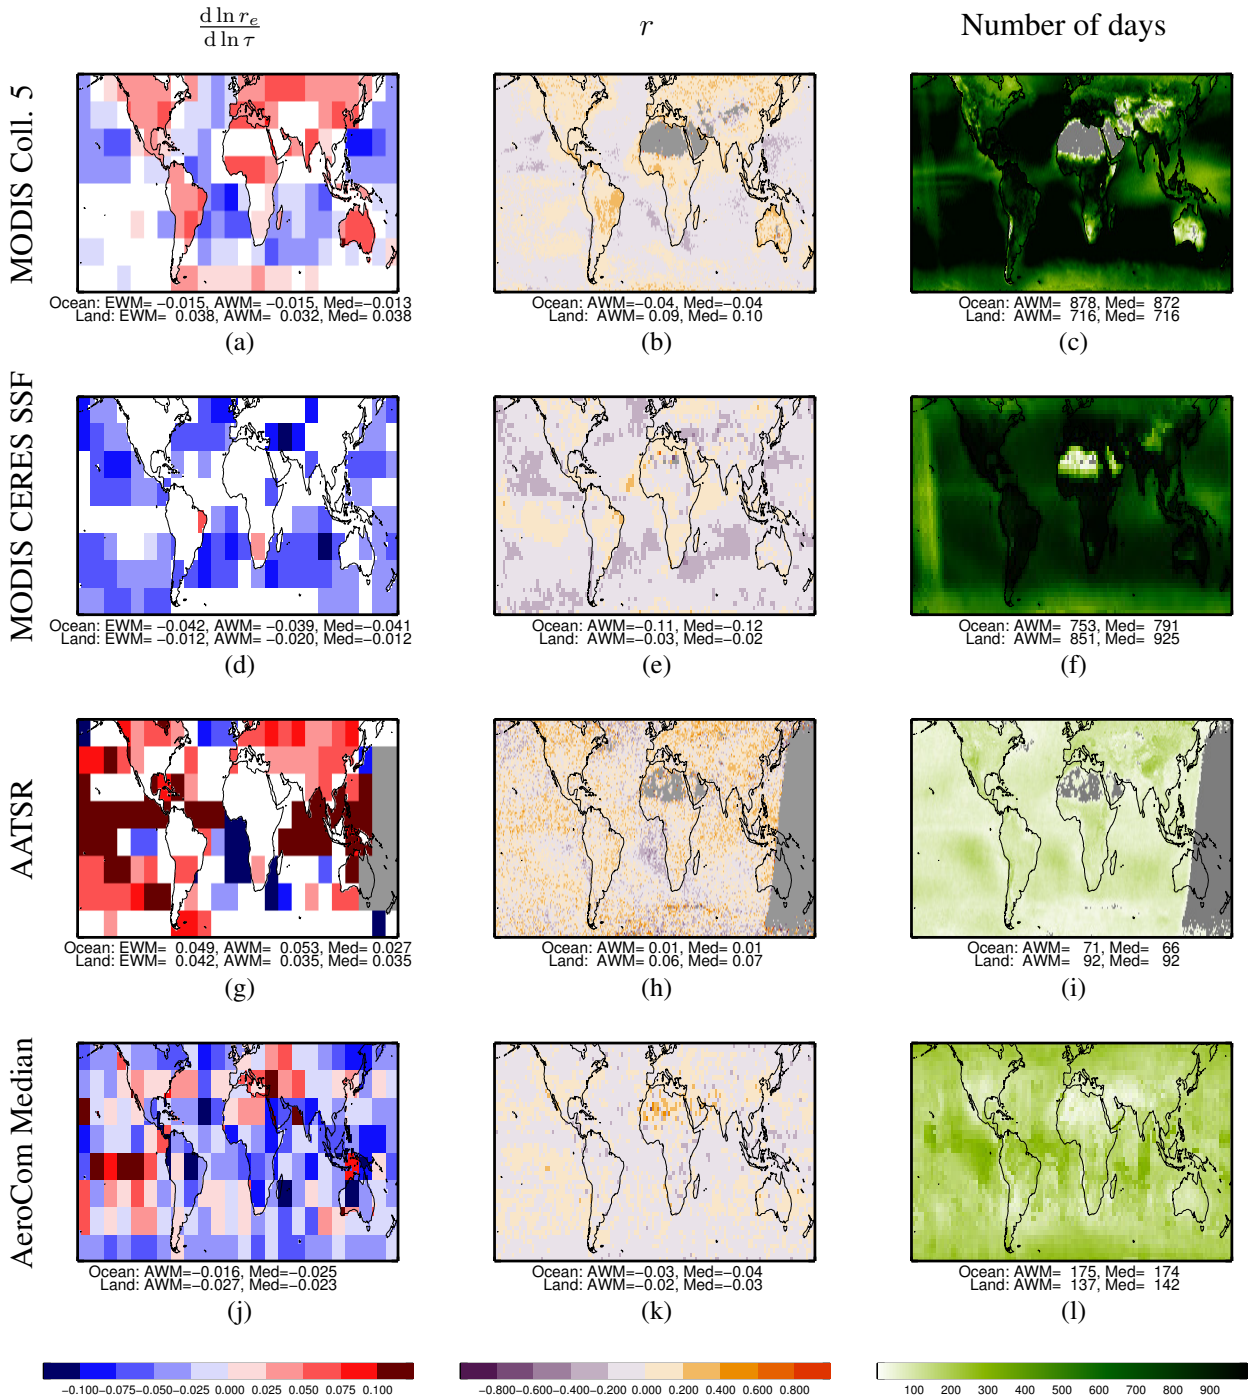 d ln r_e / d ln τ
r
Number of days
MODIS Coll. 5
Ocean: EWM= −0.015, AWM= −0.015, Med=−0.013
Land: EWM= 0.038, AWM= 0.032, Med= 0.038
(a)
Ocean: AWM=−0.04, Med=−0.04
Land: AWM= 0.09, Med= 0.10
(b)
Ocean: AWM= 878, Med= 872
Land: AWM= 716, Med= 716
(c)
MODIS CERES SSF
Ocean: EWM= −0.042, AWM= −0.039, Med=−0.041
Land: EWM= −0.012, AWM= −0.020, Med=−0.012
(d)
Ocean: AWM=−0.11, Med=−0.12
Land: AWM=−0.03, Med=−0.02
(e)
Ocean: AWM= 753, Med= 791
Land: AWM= 851, Med= 925
(f)
AATSR
Ocean: EWM= 0.049, AWM= 0.053, Med= 0.027
Land: EWM= 0.042, AWM= 0.035, Med= 0.035
(g)
Ocean: AWM= 0.01, Med= 0.01
Land: AWM= 0.06, Med= 0.07
(h)
Ocean: AWM= 71, Med= 66
Land: AWM= 92, Med= 92
(i)
AeroCom Median
Ocean: AWM=−0.016, Med=−0.025
Land: AWM=−0.027, Med=−0.023
(j)
Ocean: AWM=−0.03, Med=−0.04
Land: AWM=−0.02, Med=−0.03
(k)
Ocean: AWM= 175, Med= 174
Land: AWM= 137, Med= 142
(l)
−0.100 −0.075 −0.050 −0.025 0.000 0.025 0.050 0.075 0.100
−0.800 −0.600 −0.400 −0.200 0.000 0.200 0.400 0.600 0.800
100 200 300 400 500 600 700 800 900